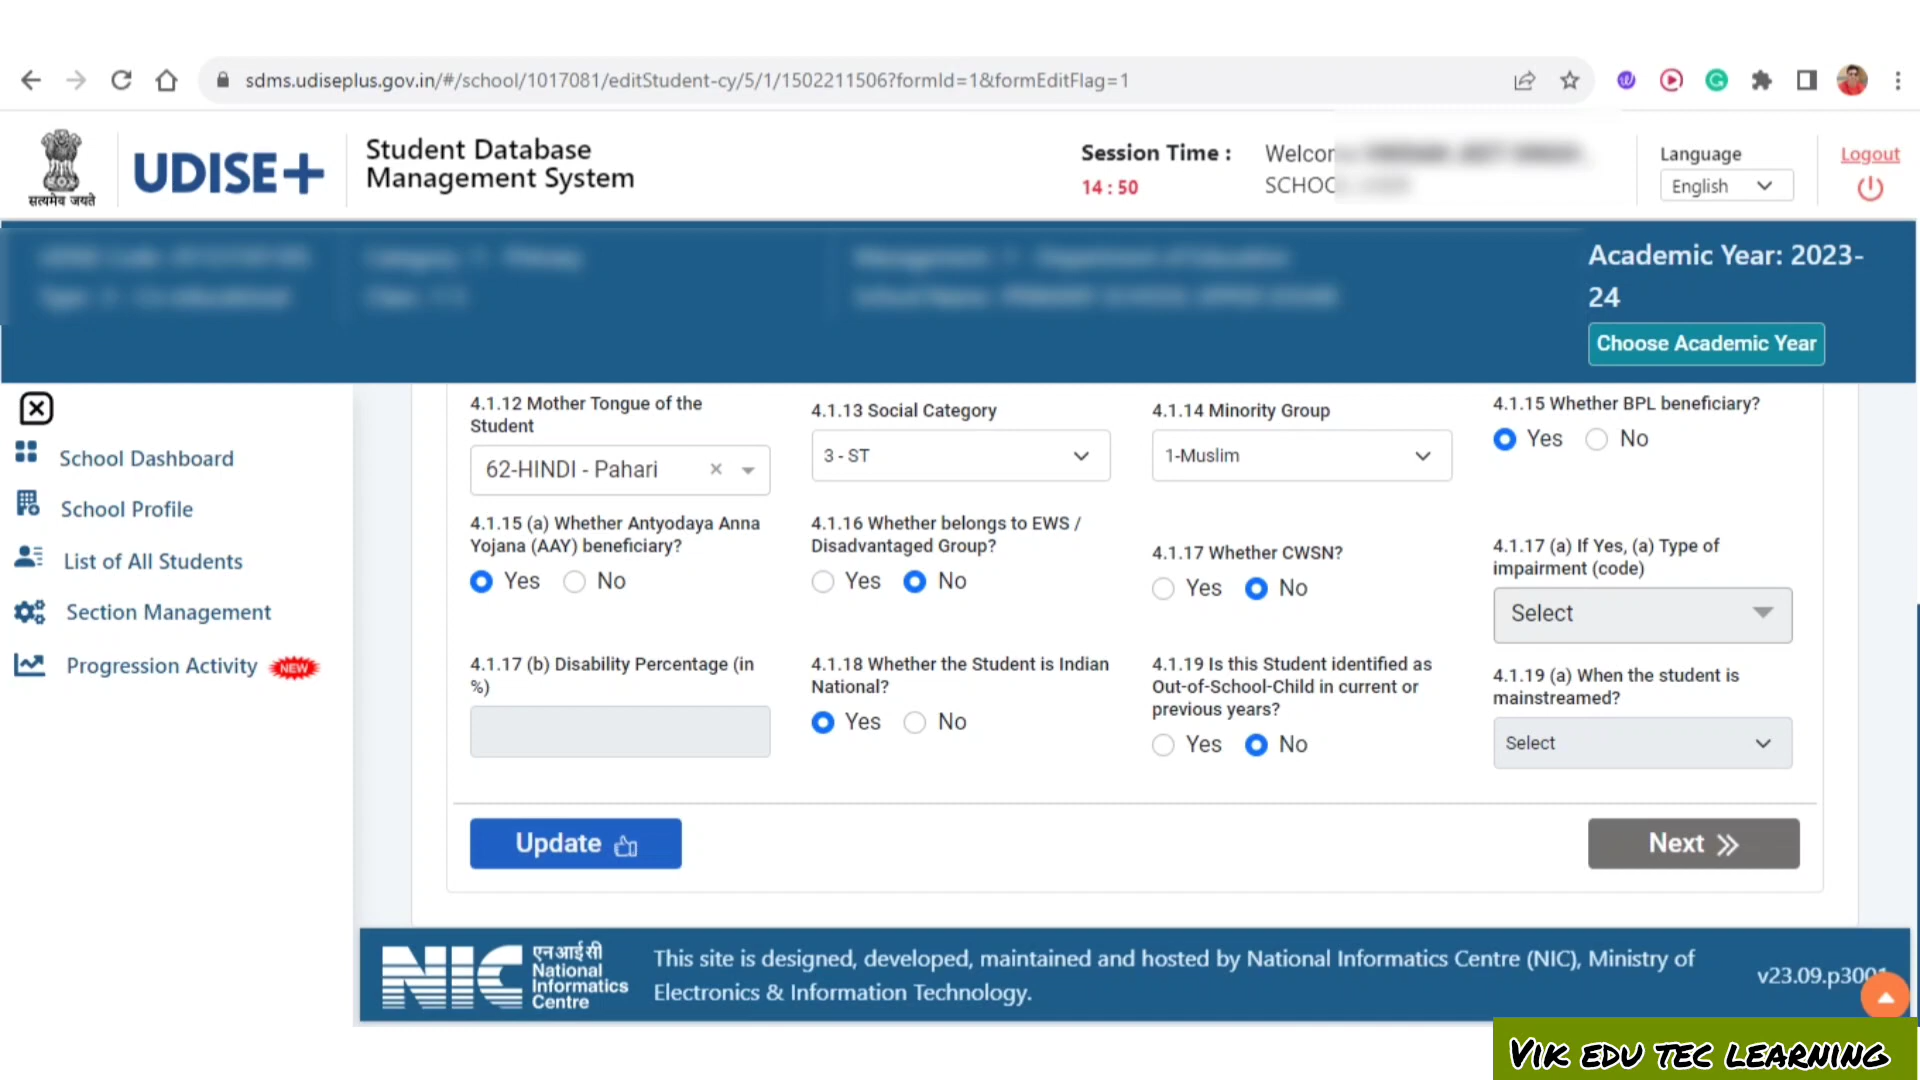 sdms.udiseplus.gov.in/#/school/1017081/editStudent-cy/5/1/1502211506?formId=1&formEditFlag=1
सत्यमेव जयते
UDISE+
Student Database
Management System
Session Time :
14 : 50
Language
English
Logout
Academic Year: 2023-
24
Choose Academic Year
School Dashboard
School Profile
List of All Students
Section Management
Progression Activity NEW
4.1.12 Mother Tongue of the
Student
62-HINDI - Pahari
4.1.13 Social Category
3 - ST
4.1.14 Minority Group
1-Muslim
4.1.15 Whether BPL beneficiary?
Yes No
4.1.15 (a) Whether Antyodaya Anna
Yojana (AAY) beneficiary?
Yes No
4.1.16 Whether belongs to EWS /
Disadvantaged Group?
Yes No
4.1.17 Whether CWSN?
Yes No
4.1.17 (a) If Yes, (a) Type of
impairment (code)
Select
4.1.17 (b) Disability Percentage (in
%)
4.1.18 Whether the Student is Indian
National?
Yes No
4.1.19 Is this Student identified as
Out-of-School-Child in current or
previous years?
Yes No
4.1.19 (a) When the student is
mainstreamed?
Select
Update
Next
NIC
एन आई सी
National
Informatics
Centre
This site is designed, developed, maintained and hosted by National Informatics Centre (NIC), Ministry of
Electronics & Information Technology.
v23.09.p3001
VIK EDU TEC LEARNING